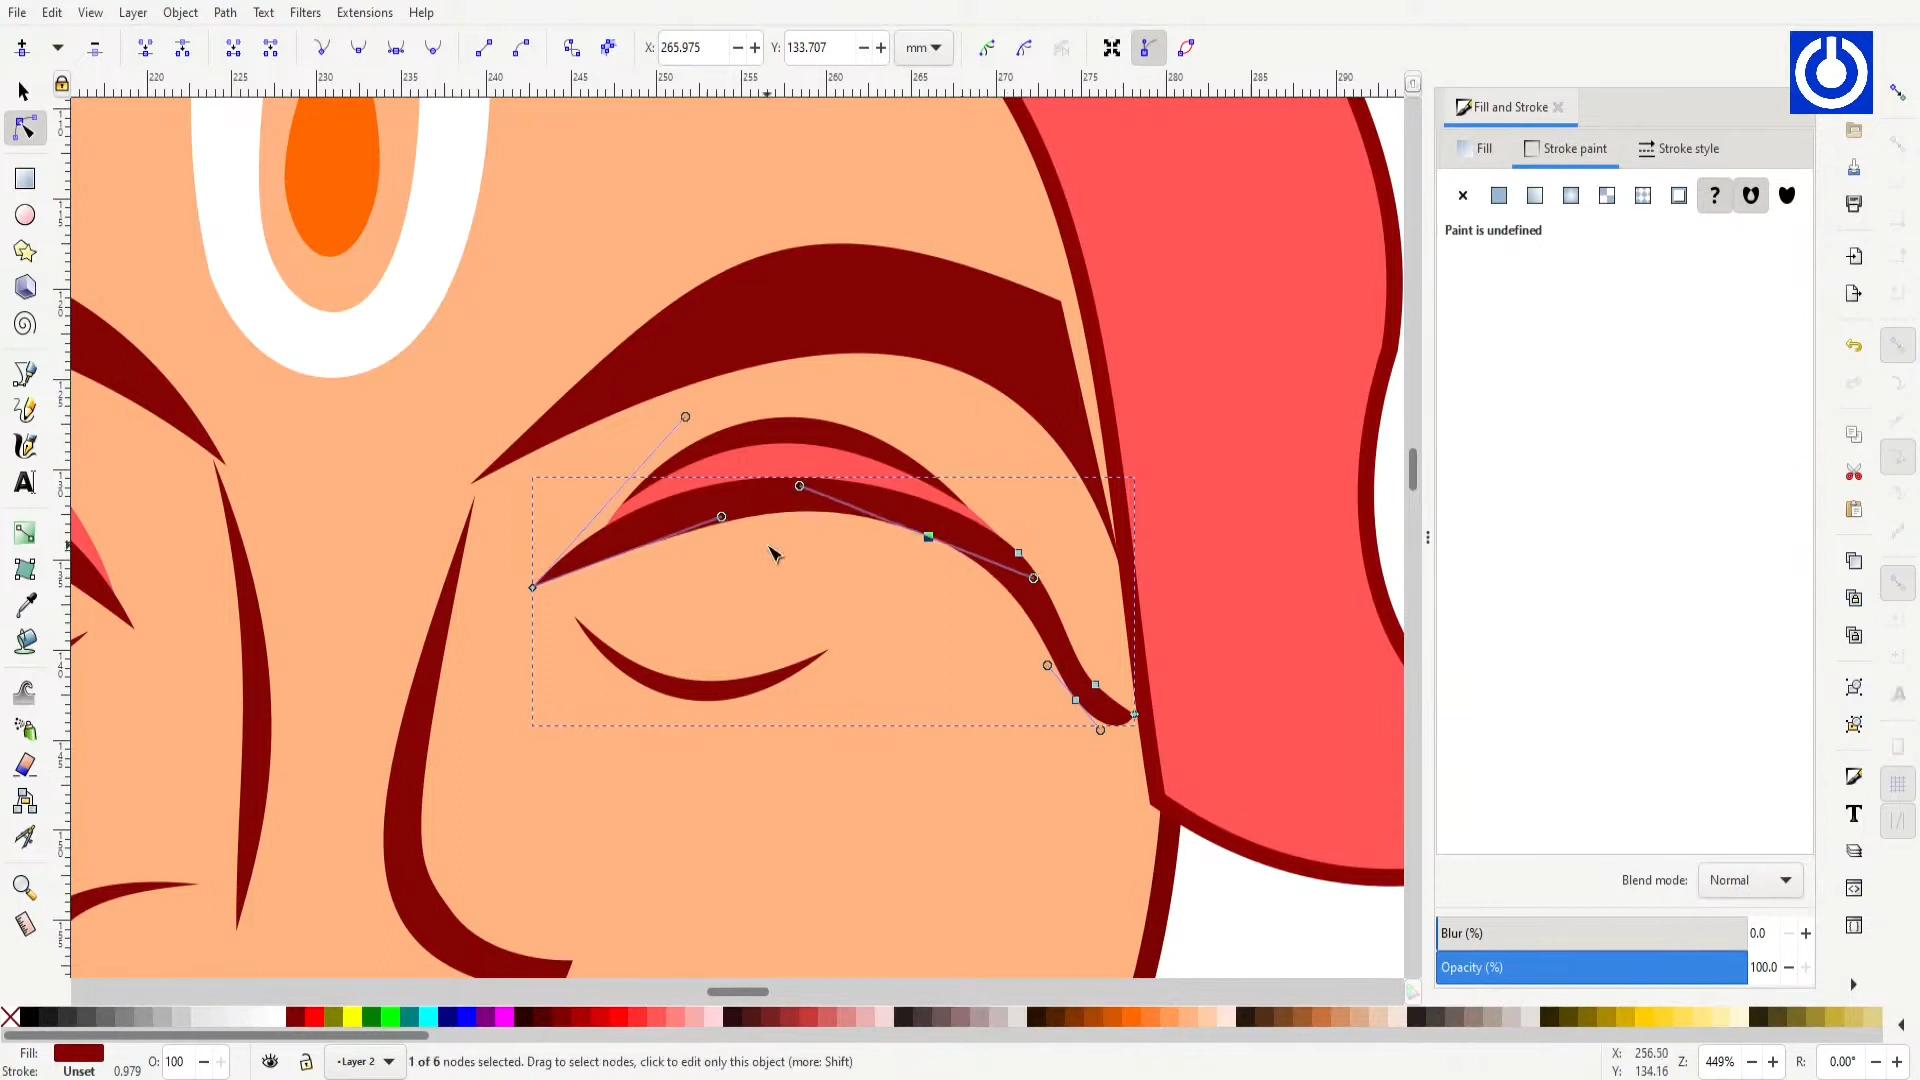 File Edit View Layer Object Path Text Filters Extensions Help
X: 265.975 Y: 133.707 mm
220 225 230 235 240 245 250 255 260 265 270 275 280 285 290
Fill and Stroke
Fill Stroke paint Stroke style
Paint is undefined
Blend mode: Normal
Blur (%) 0.0
Opacity (%) 100.0
Fill: O: 100 Layer 2 1 of 6 nodes selected. Drag to select nodes, click to edit only this object (more: Shift) X: 256.50 Z: 449% R: 0.00°
Stroke: Unset 0.979 Y: 134.16